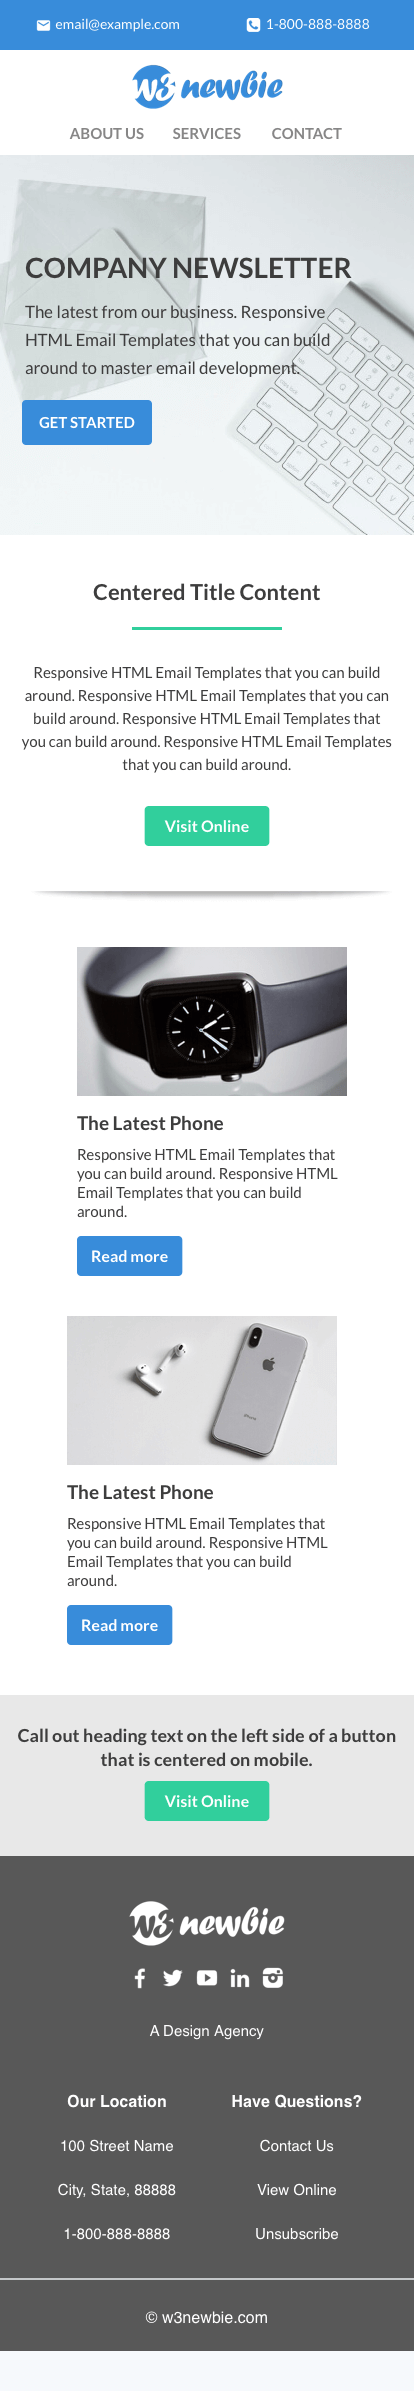 email@example.com
1-800-888-8888
w3 newbie
ABOUT US SERVICES CONTACT
COMPANY NEWSLETTER
The latest from our business. Responsive
HTML Email Templates that you can build
around to master email development.
GET STARTED
Centered Title Content
Responsive HTML Email Templates that you can build
around. Responsive HTML Email Templates that you can
build around. Responsive HTML Email Templates that
you can build around. Responsive HTML Email Templates
that you can build around.
Visit Online
The Latest Phone
Responsive HTML Email Templates that
you can build around. Responsive HTML
Email Templates that you can build
around.
Read more
iPhone
The Latest Phone
Responsive HTML Email Templates that
you can build around. Responsive HTML
Email Templates that you can build
around.
Read more
Call out heading text on the left side of a button
that is centered on mobile.
Visit Online
w3 newbie
A Design Agency
Our Location
100 Street Name
City, State, 88888
1-800-888-8888
Have Questions?
Contact Us
View Online
Unsubscribe
© w3newbie.com